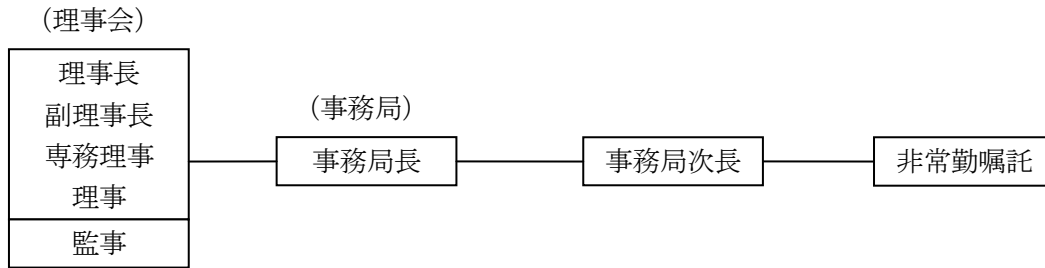 （理事会）
理事長
副理事長
専務理事
理事
監事
（事務局）
事務局長
事務局次長
非常勤嘱託